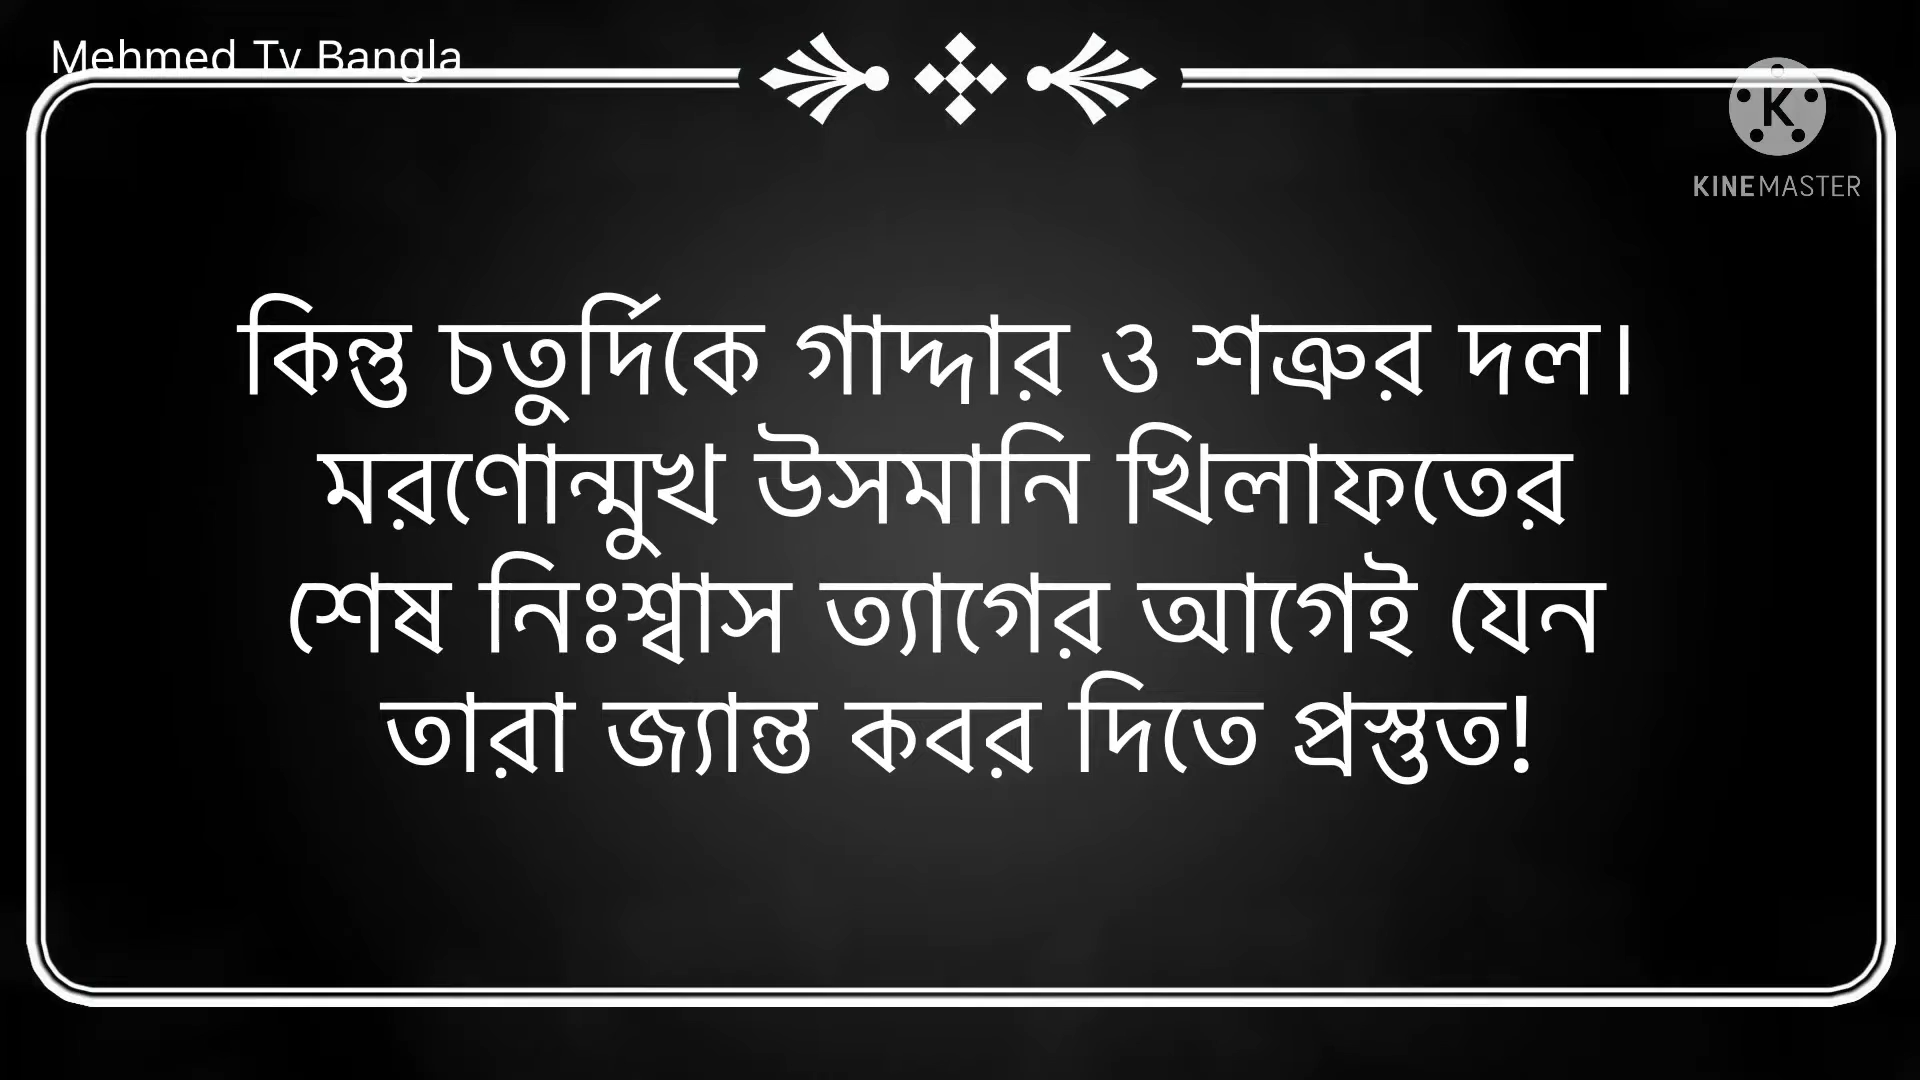 Mehmed Tv Bangla
KINEMASTER
কিন্তু চতুর্দিকে গাদ্দার ও শত্রুর দল।
মরণোন্মুখ উসমানি খিলাফতের
শেষ নিঃশ্বাস ত্যাগের আগেই যেন
তারা জ্যান্ত কবর দিতে প্রস্তুত!